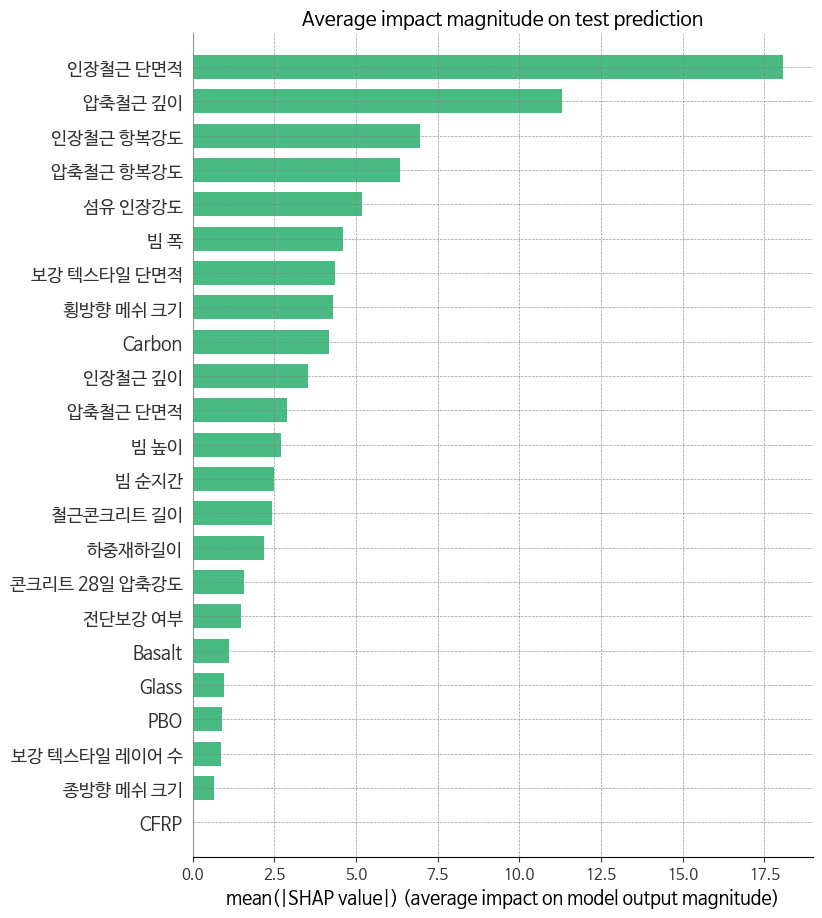 Average impact magnitude on test prediction
인장철근 단면적
압축철근 깊이
인장철근 항복강도
압축철근 항복강도
섬유 인장강도
빔 폭
보강 텍스타일 단면적
횡방향 메쉬 크기
Carbon
인장철근 깊이
압축철근 단면적
빔 높이
빔 순지간
철근콘크리트 길이
하중재하길이
콘크리트 28일 압축강도
전단보강 여부
Basalt
Glass
PBO
보강 텍스타일 레이어 수
종방향 메쉬 크기
CFRP
0.0 2.5 5.0 7.5 10.0 12.5 15.0 17.5
mean(|SHAP value|) (average impact on model output magnitude)